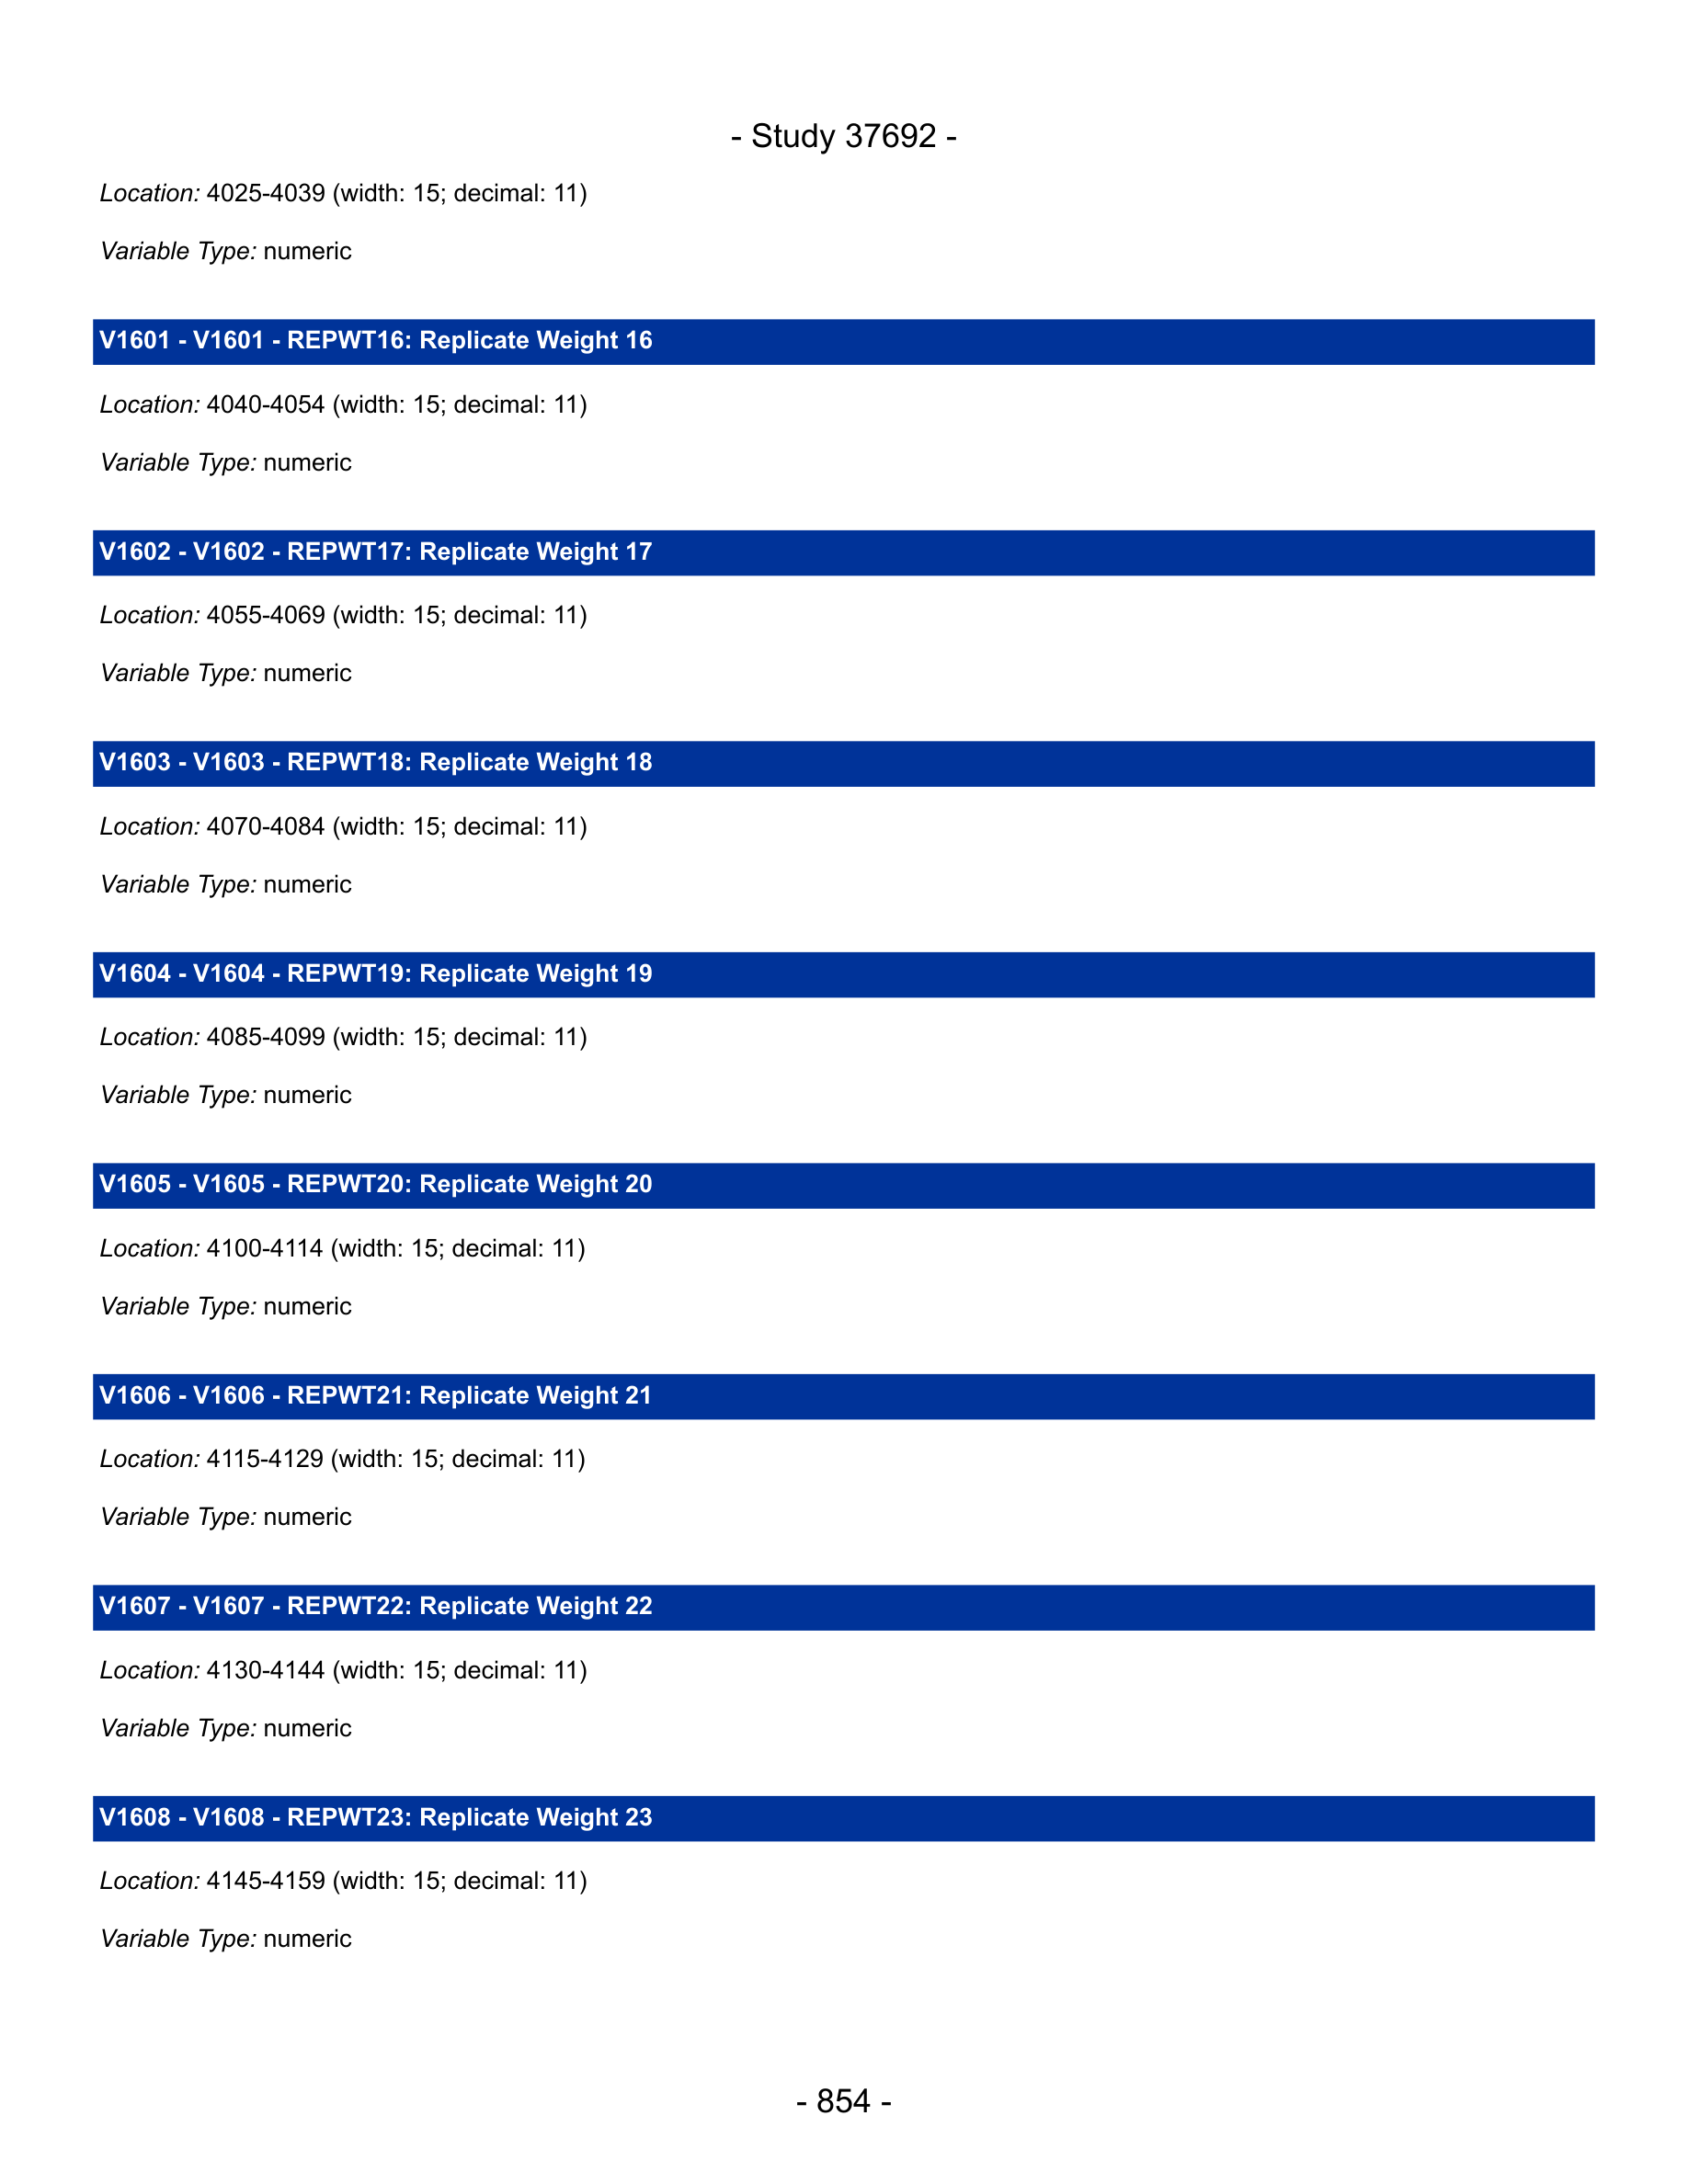 - Study 37692 -
Location: 4025-4039 (width: 15; decimal: 11)
Variable Type: numeric
V1601 - V1601 - REPWT16: Replicate Weight 16
Location: 4040-4054 (width: 15; decimal: 11)
Variable Type: numeric
V1602 - V1602 - REPWT17: Replicate Weight 17
Location: 4055-4069 (width: 15; decimal: 11)
Variable Type: numeric
V1603 - V1603 - REPWT18: Replicate Weight 18
Location: 4070-4084 (width: 15; decimal: 11)
Variable Type: numeric
V1604 - V1604 - REPWT19: Replicate Weight 19
Location: 4085-4099 (width: 15; decimal: 11)
Variable Type: numeric
V1605 - V1605 - REPWT20: Replicate Weight 20
Location: 4100-4114 (width: 15; decimal: 11)
Variable Type: numeric
V1606 - V1606 - REPWT21: Replicate Weight 21
Location: 4115-4129 (width: 15; decimal: 11)
Variable Type: numeric
V1607 - V1607 - REPWT22: Replicate Weight 22
Location: 4130-4144 (width: 15; decimal: 11)
Variable Type: numeric
V1608 - V1608 - REPWT23: Replicate Weight 23
Location: 4145-4159 (width: 15; decimal: 11)
Variable Type: numeric
- 854 -